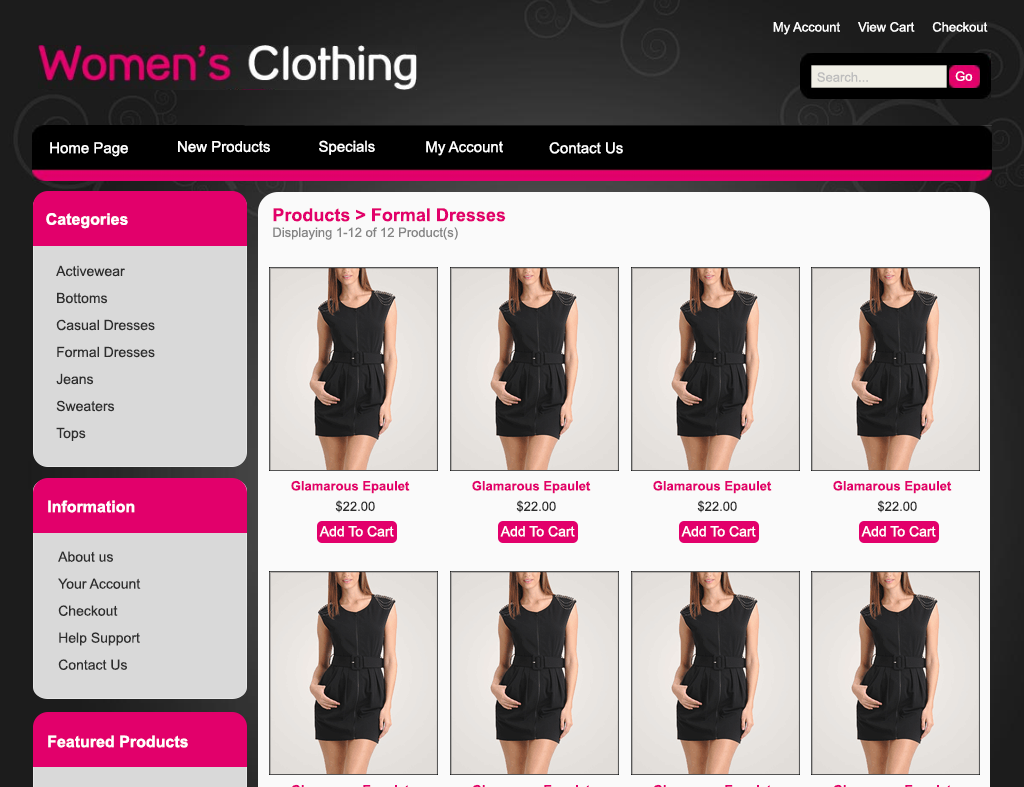 My Account View Cart Checkout
Women's Clothing
Search... Go
Home Page New Products Specials My Account Contact Us
Categories
Activewear
Bottoms
Casual Dresses
Formal Dresses
Jeans
Sweaters
Tops
Information
About us
Your Account
Checkout
Help Support
Contact Us
Featured Products
Products > Formal Dresses
Displaying 1-12 of 12 Product(s)
Glamarous Epaulet Glamarous Epaulet Glamarous Epaulet Glamarous Epaulet
$22.00 $22.00 $22.00 $22.00
Add To Cart Add To Cart Add To Cart Add To Cart